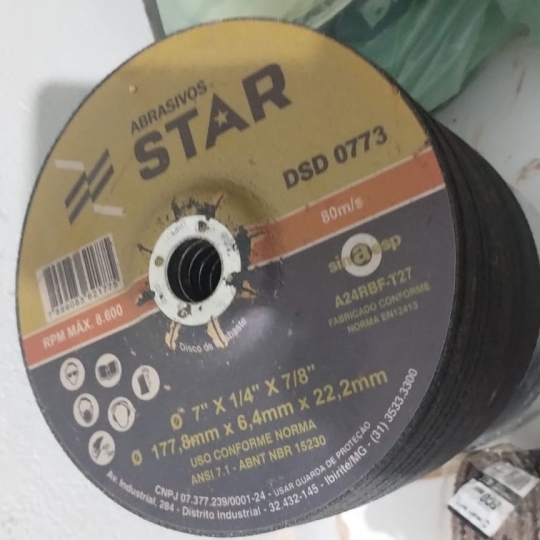 ABRASIVOS
STAR
DSD 0773
80m/s
A24RBF-T27
FABRICADO CONFORME
NORMA EN12413
RPM MÁX. 8.600
Disco de
Ø 7" X 1/4" X 7/8"
Ø 177,8mm x 6,4mm x 22,2mm
USO CONFORME NORMA
ANSI 7.1 - ABNT NBR 15230
CNPJ 07.377.239/0001-24 - USAR GUARDA DE PROTEÇÃO
Av. Industrial, 284 - Distrito Industrial - 32.432-145 - Ibirité/MG - (31) 3533.3300